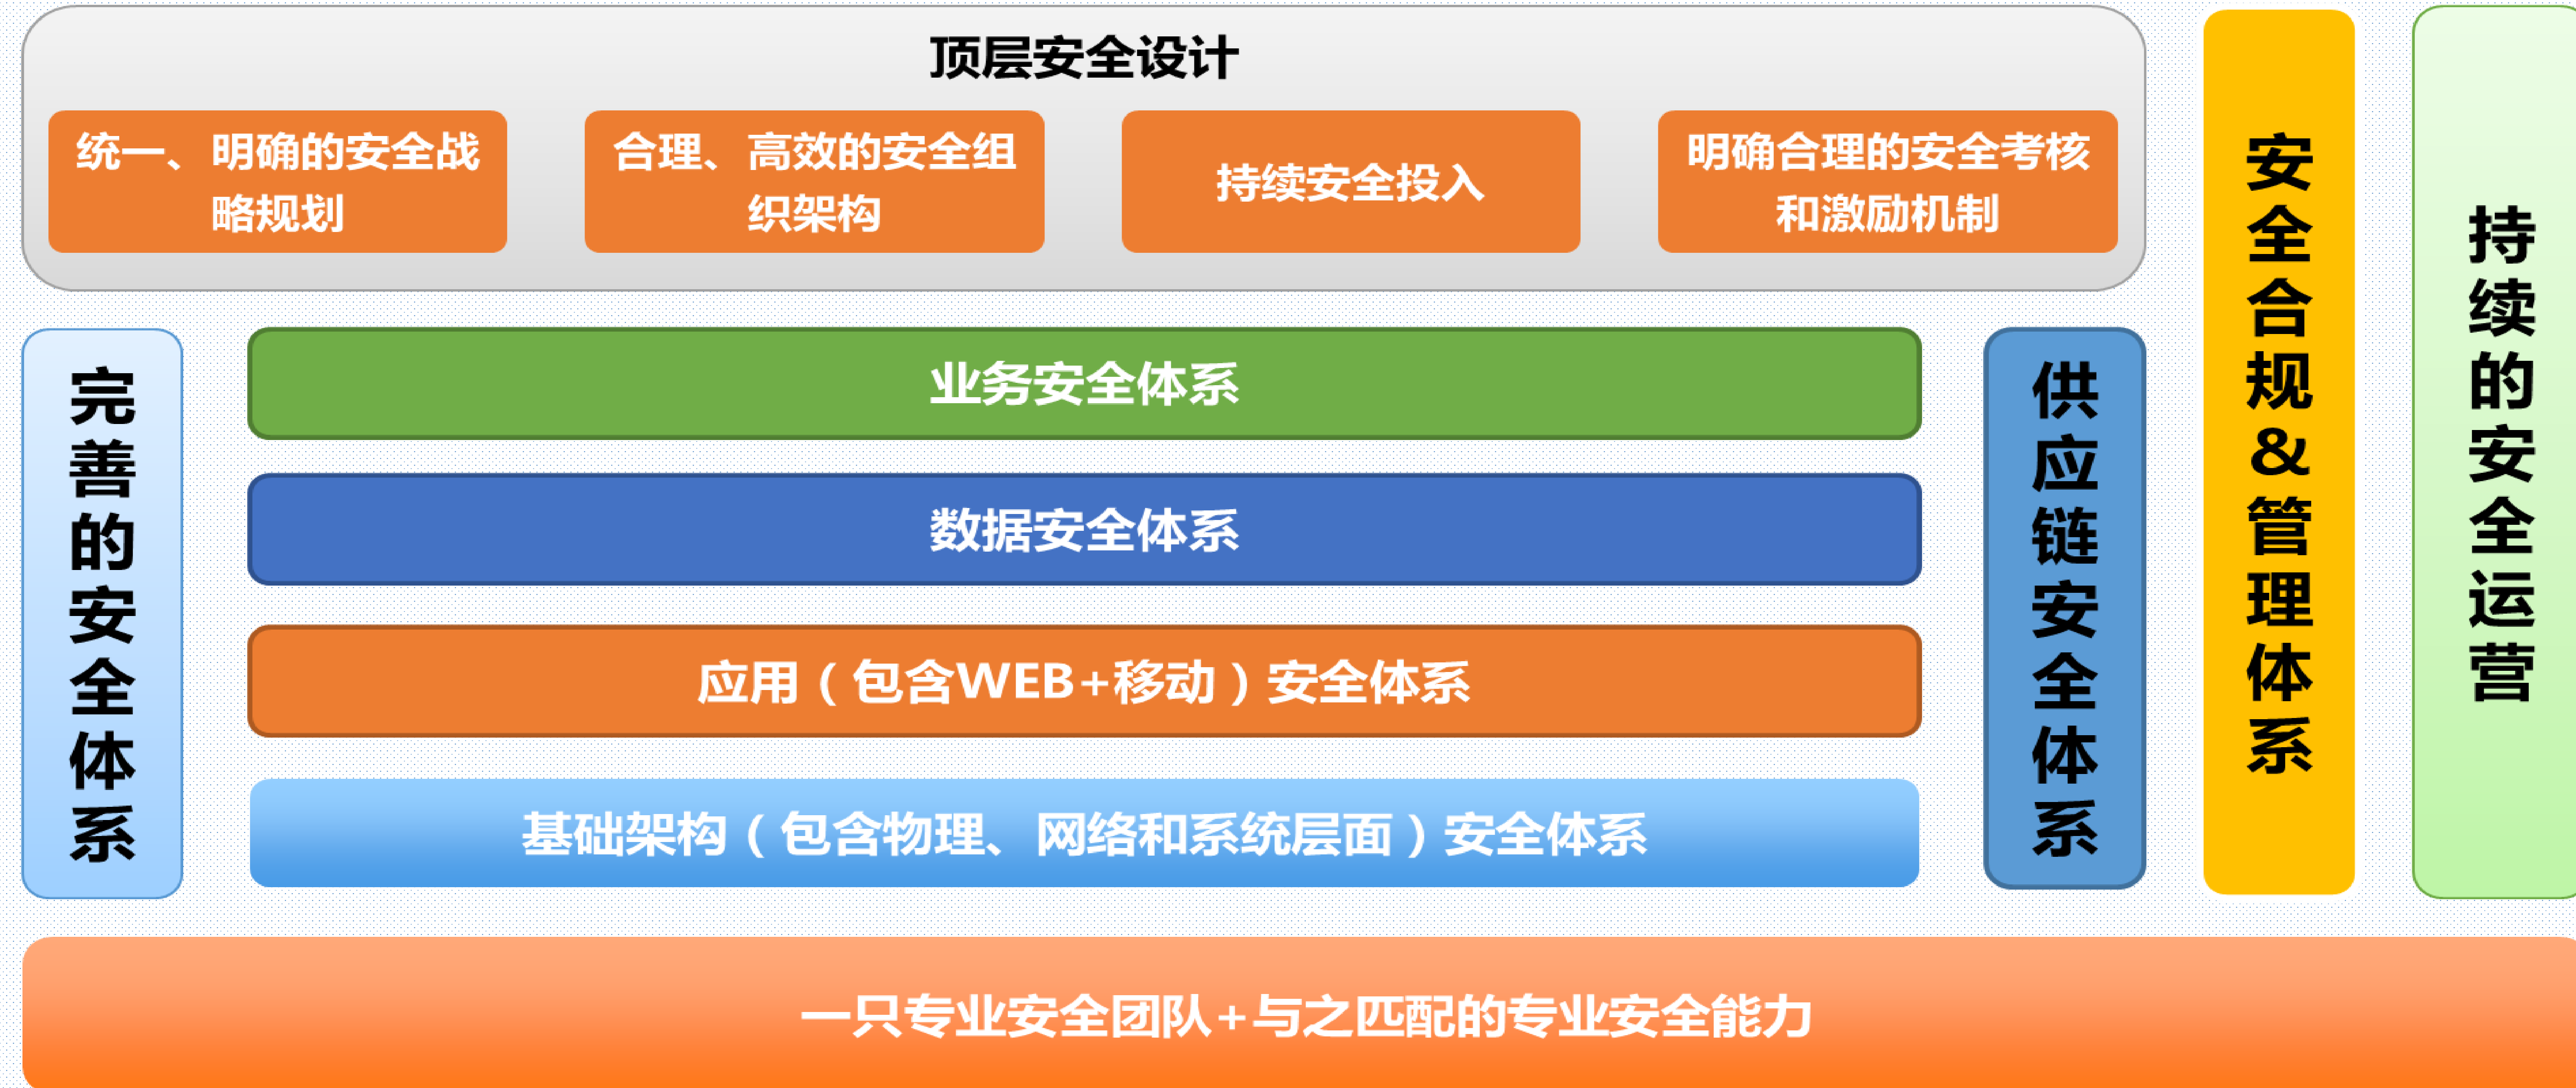 顶层安全设计
统一、明确的安全战
略规划
合理、高效的安全组
织架构
持续安全投入
明确合理的安全考核
和激励机制
完善的安全体系
业务安全体系
数据安全体系
应用（包含WEB+移动）安全体系
基础架构（包含物理、网络和系统层面）安全体系
供应链安全体系
安全合规&管理体系
持续的安全运营
一只专业安全团队+与之匹配的专业安全能力